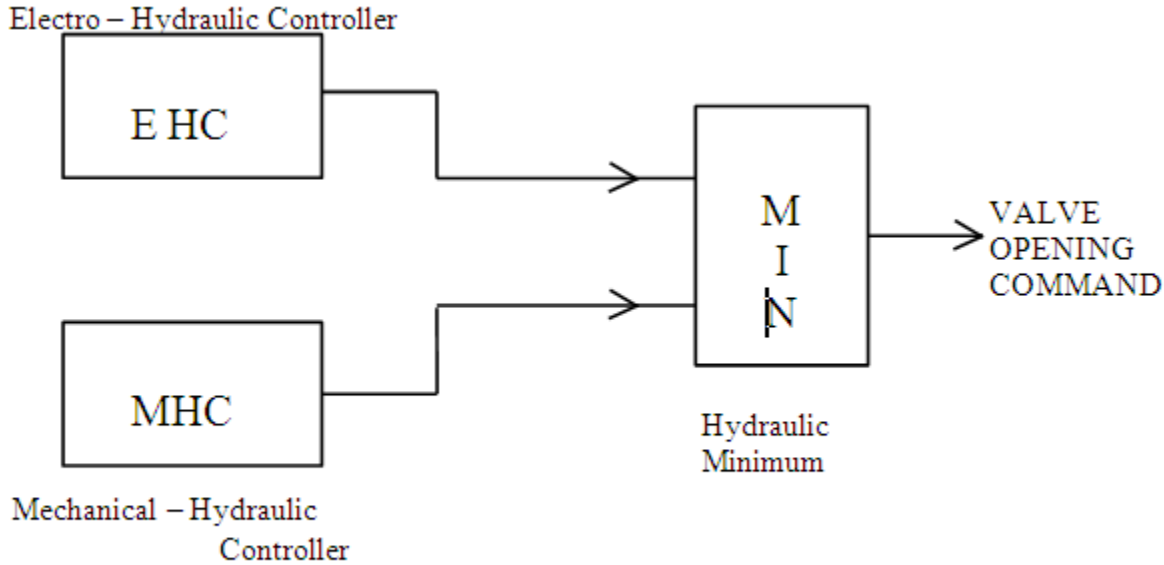 Electro – Hydraulic Controller
E HC
M
I
N
VALVE
OPENING
COMMAND
MHC
Hydraulic
Minimum
Mechanical – Hydraulic
Controller